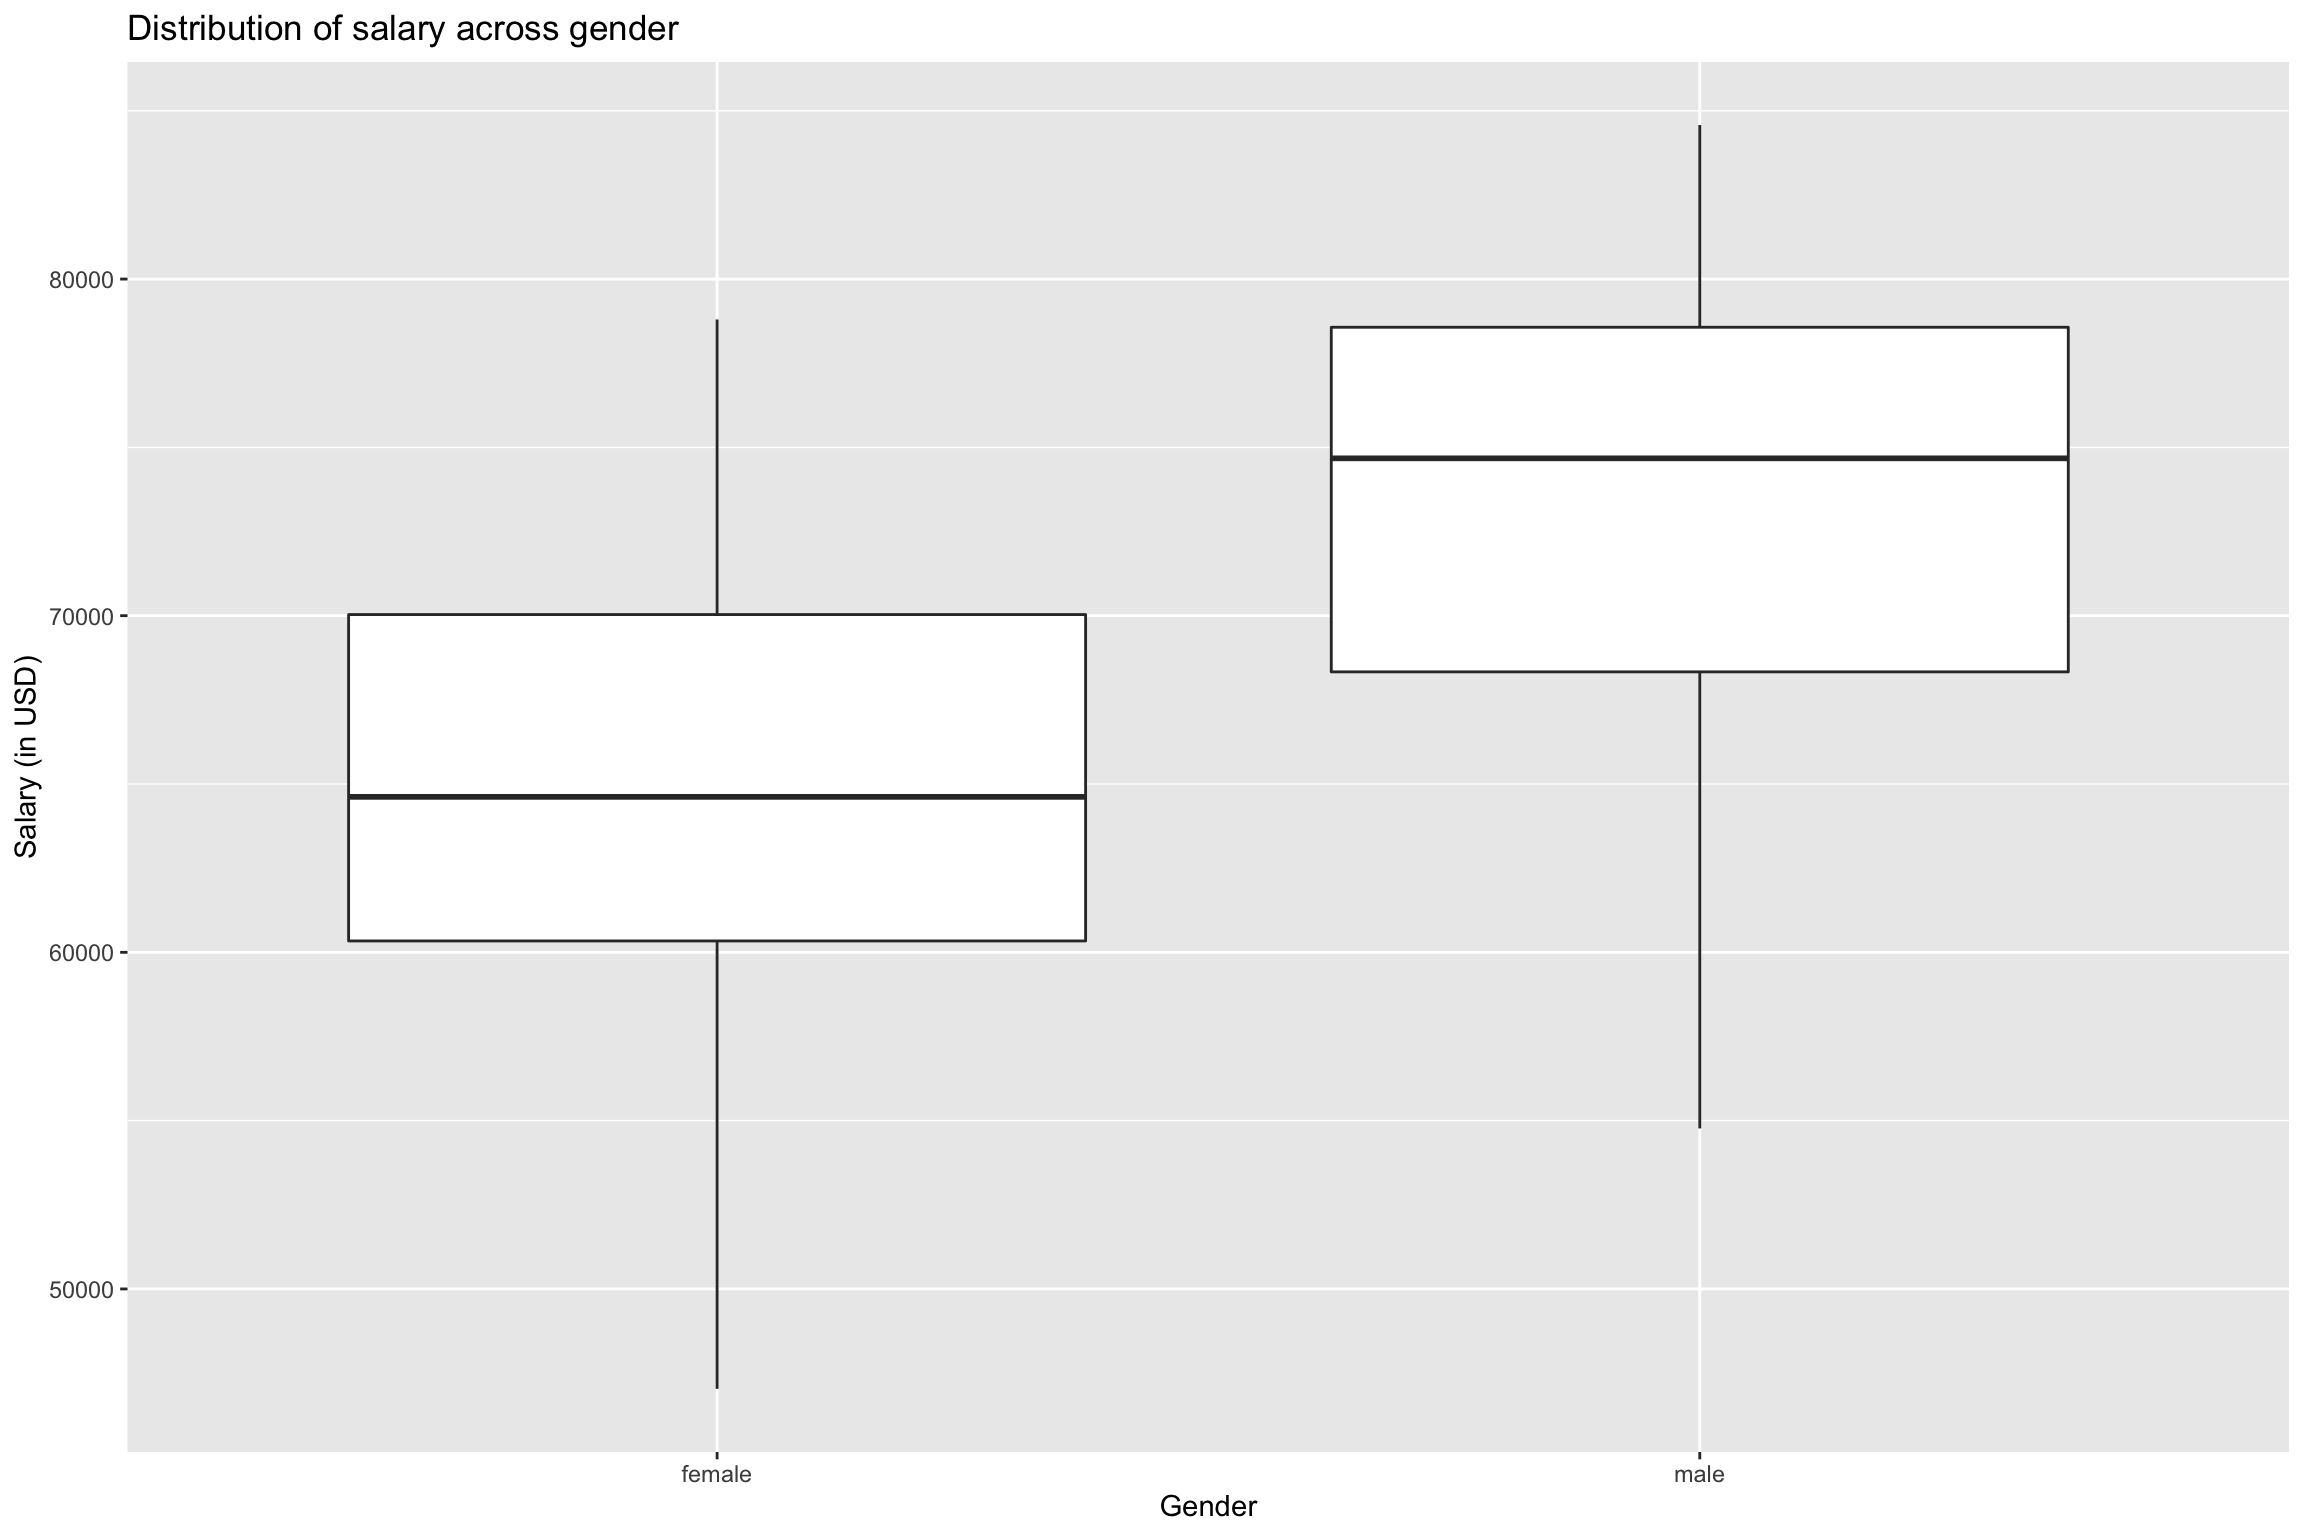 Distribution of salary across gender
80000
70000
60000
50000
Salary (in USD)
female
male
Gender